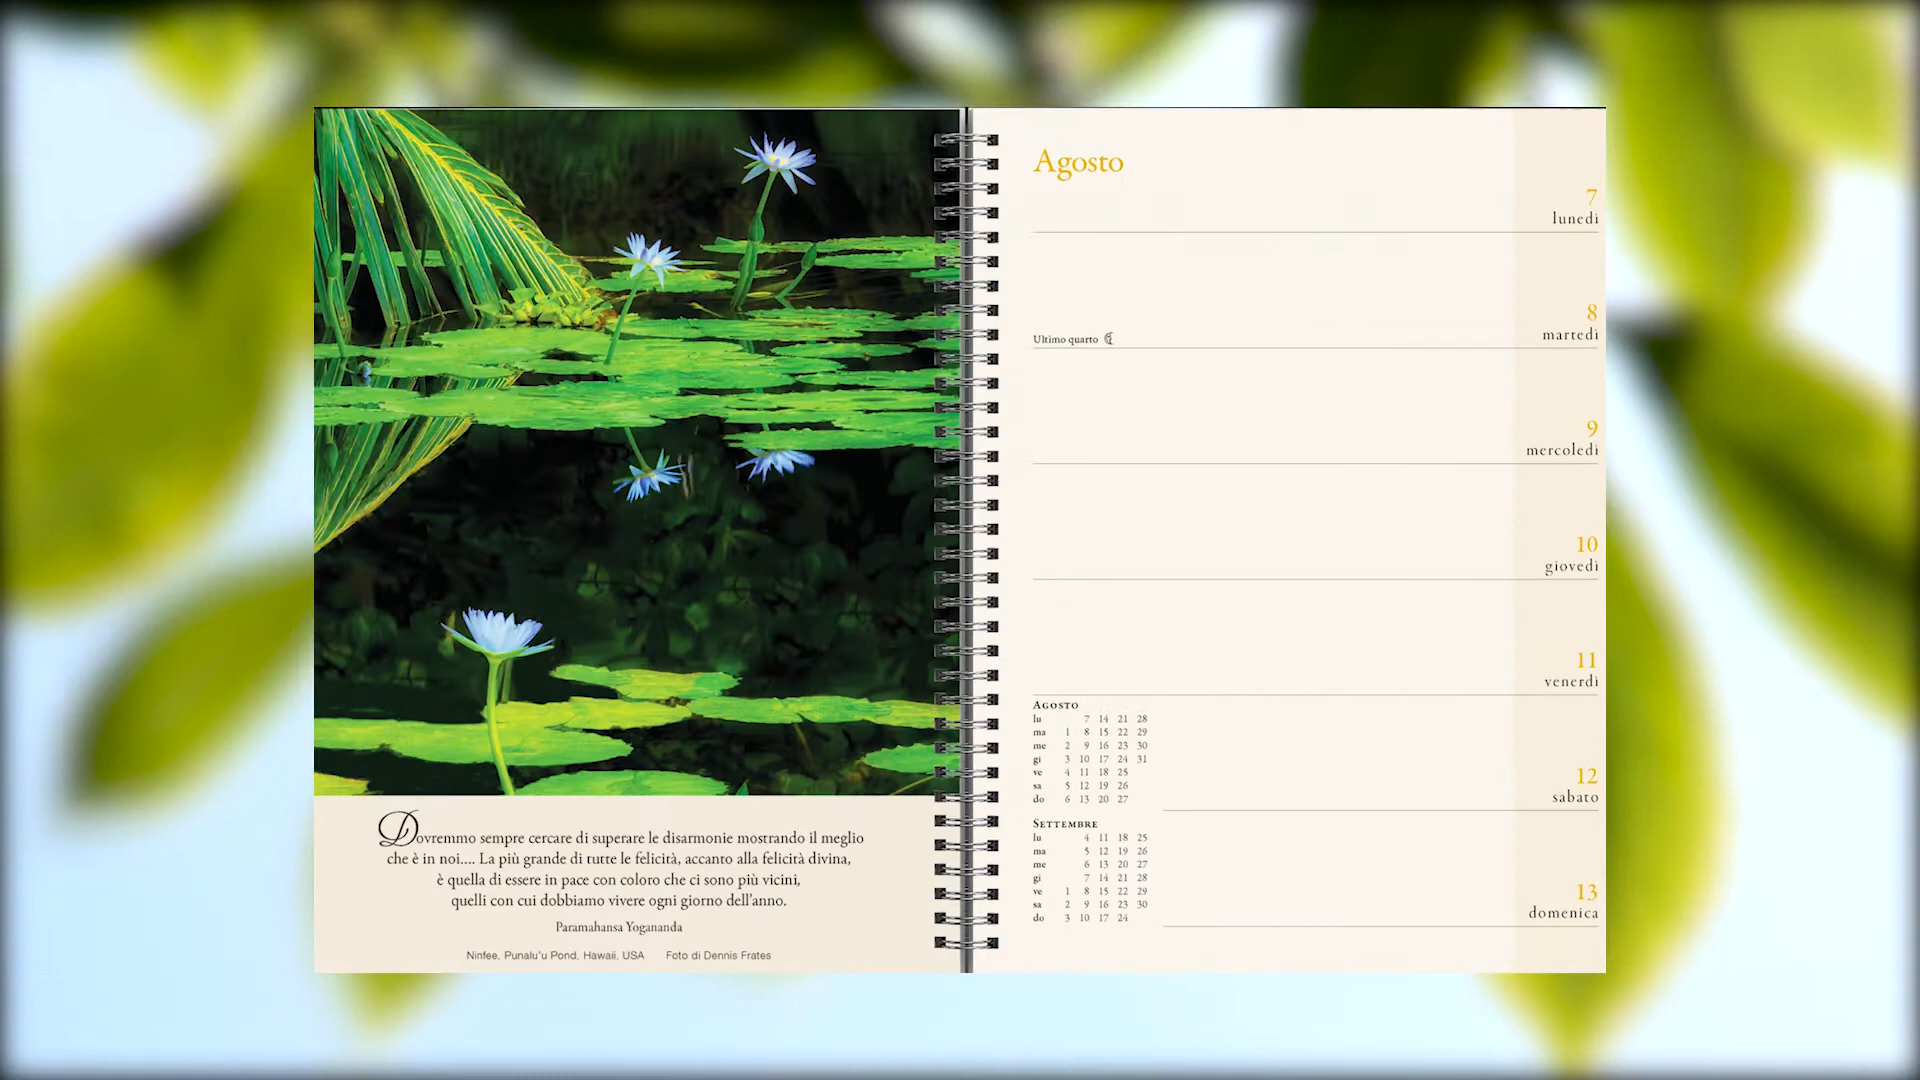 Dovremmo sempre cercare di superare le disarmonie mostrando il meglio
che è in noi.... La più grande di tutte le felicità, accanto alla felicità divina,
è quella di essere in pace con coloro che ci sono più vicini,
quelli con cui dobbiamo vivere ogni giorno dell'anno.
Paramahansa Yogananda
Ninfee, Punalu'u Pond, Hawaii, USA Foto di Dennis Frates
Agosto
7
lunedì
8
Ultimo quarto martedì
9
mercoledì
10
giovedì
11
venerdì
Agosto
lu 7 14 21 28
ma 1 8 15 22 29
me 2 9 16 23 30
gi 3 10 17 24 31
ve 4 11 18 25
sa 5 12 19 26
do 6 13 20 27
12
sabato
Settembre
lu 4 11 18 25
ma 5 12 19 26
me 6 13 20 27
gi 7 14 21 28
ve 1 8 15 22 29
sa 2 9 16 23 30
do 3 10 17 24
13
domenica